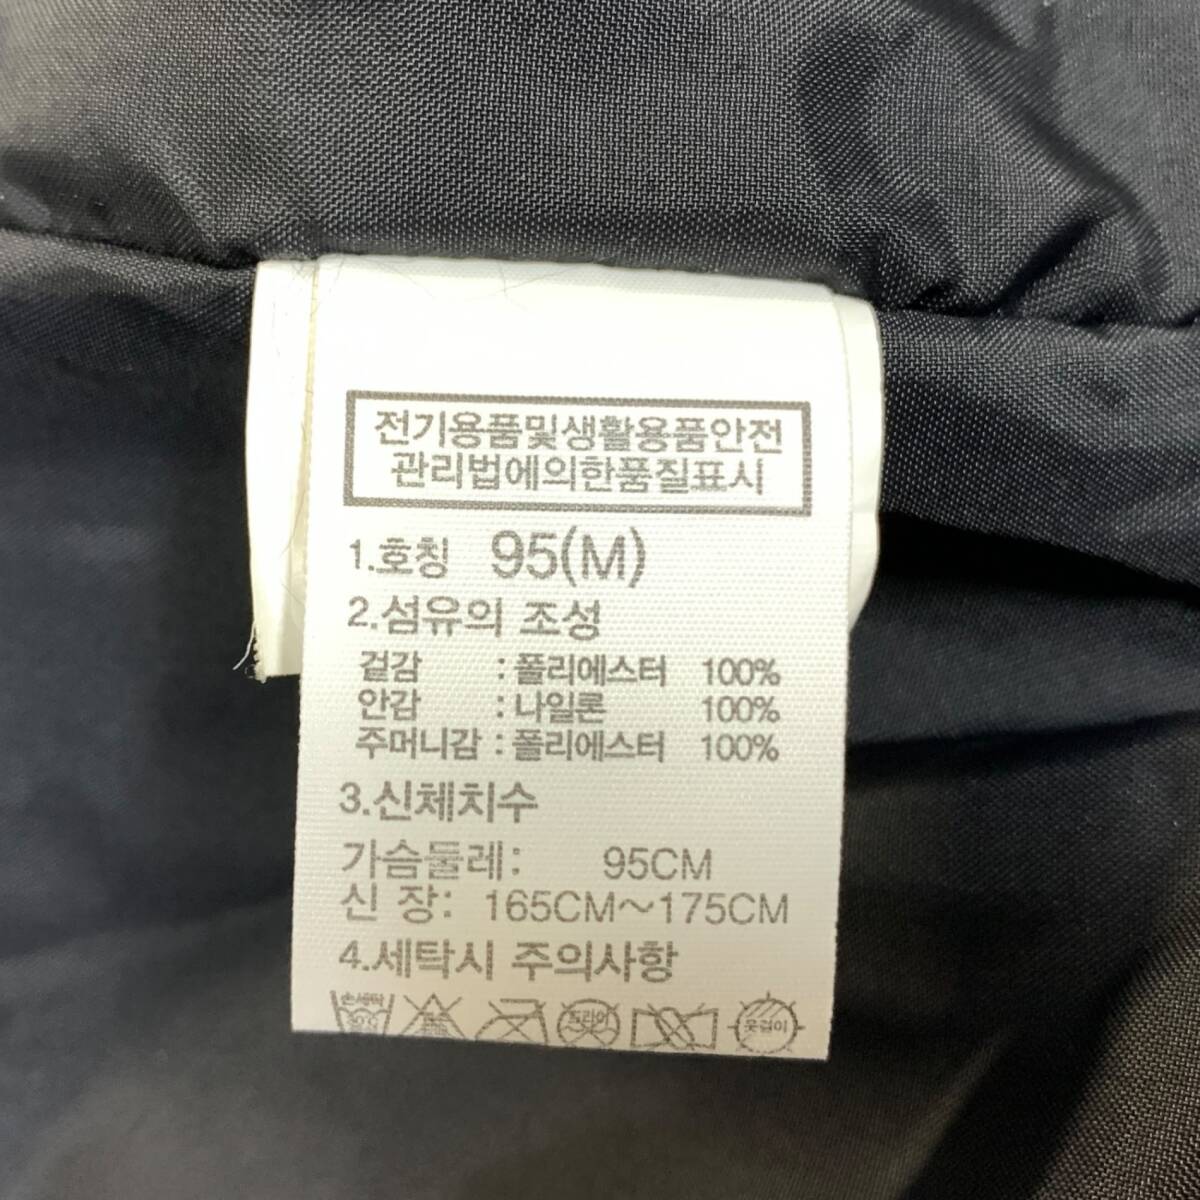 전기용품및생활용품안전
관리법에의한품질표시
1.호칭 95(M)
2.섬유의 조성
겉감 : 폴리에스터 100%
안감 : 나일론 100%
주머니감 : 폴리에스터 100%
3.신체치수
가슴둘레: 95CM
신 장: 165CM~175CM
4.세탁시 주의사항
손세탁 드라이 옷걸이